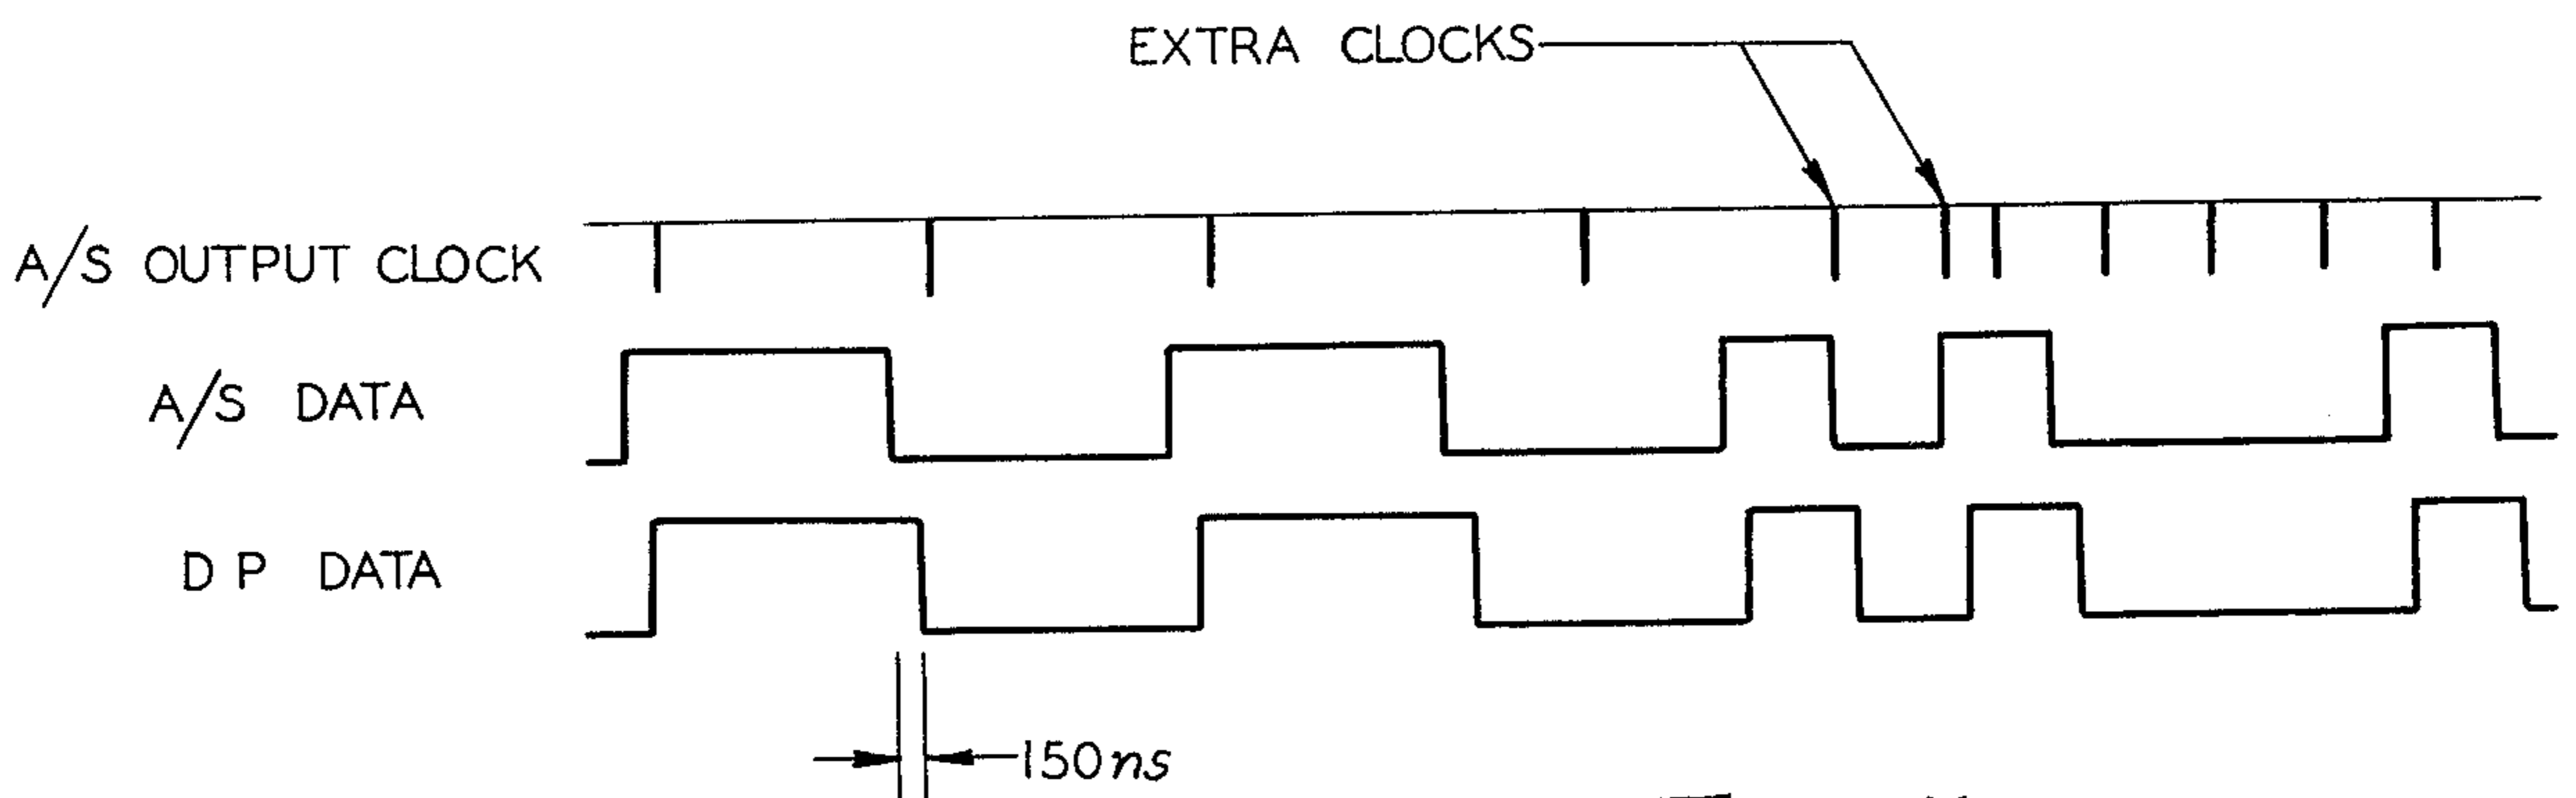 EXTRA CLOCKS
A/S OUTPUT CLOCK
A/S DATA
D P DATA
150ns